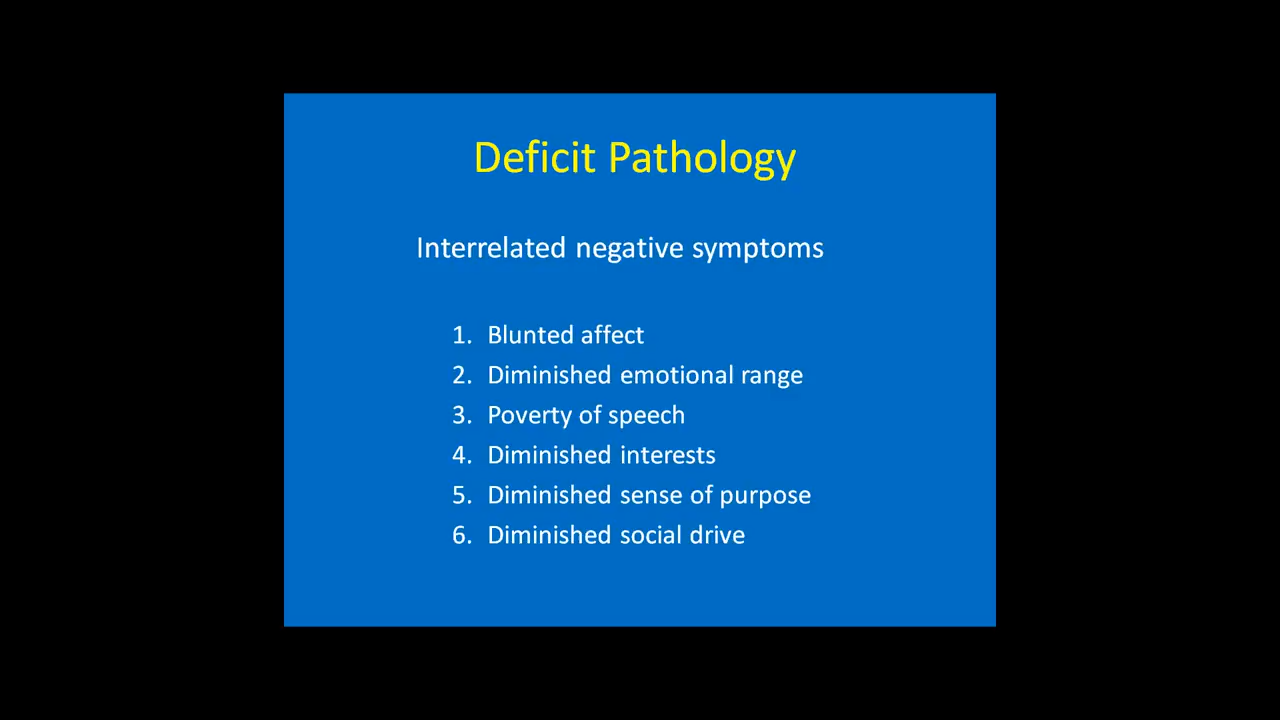 Deficit Pathology
Interrelated negative symptoms
1. Blunted affect
2. Diminished emotional range
3. Poverty of speech
4. Diminished interests
5. Diminished sense of purpose
6. Diminished social drive